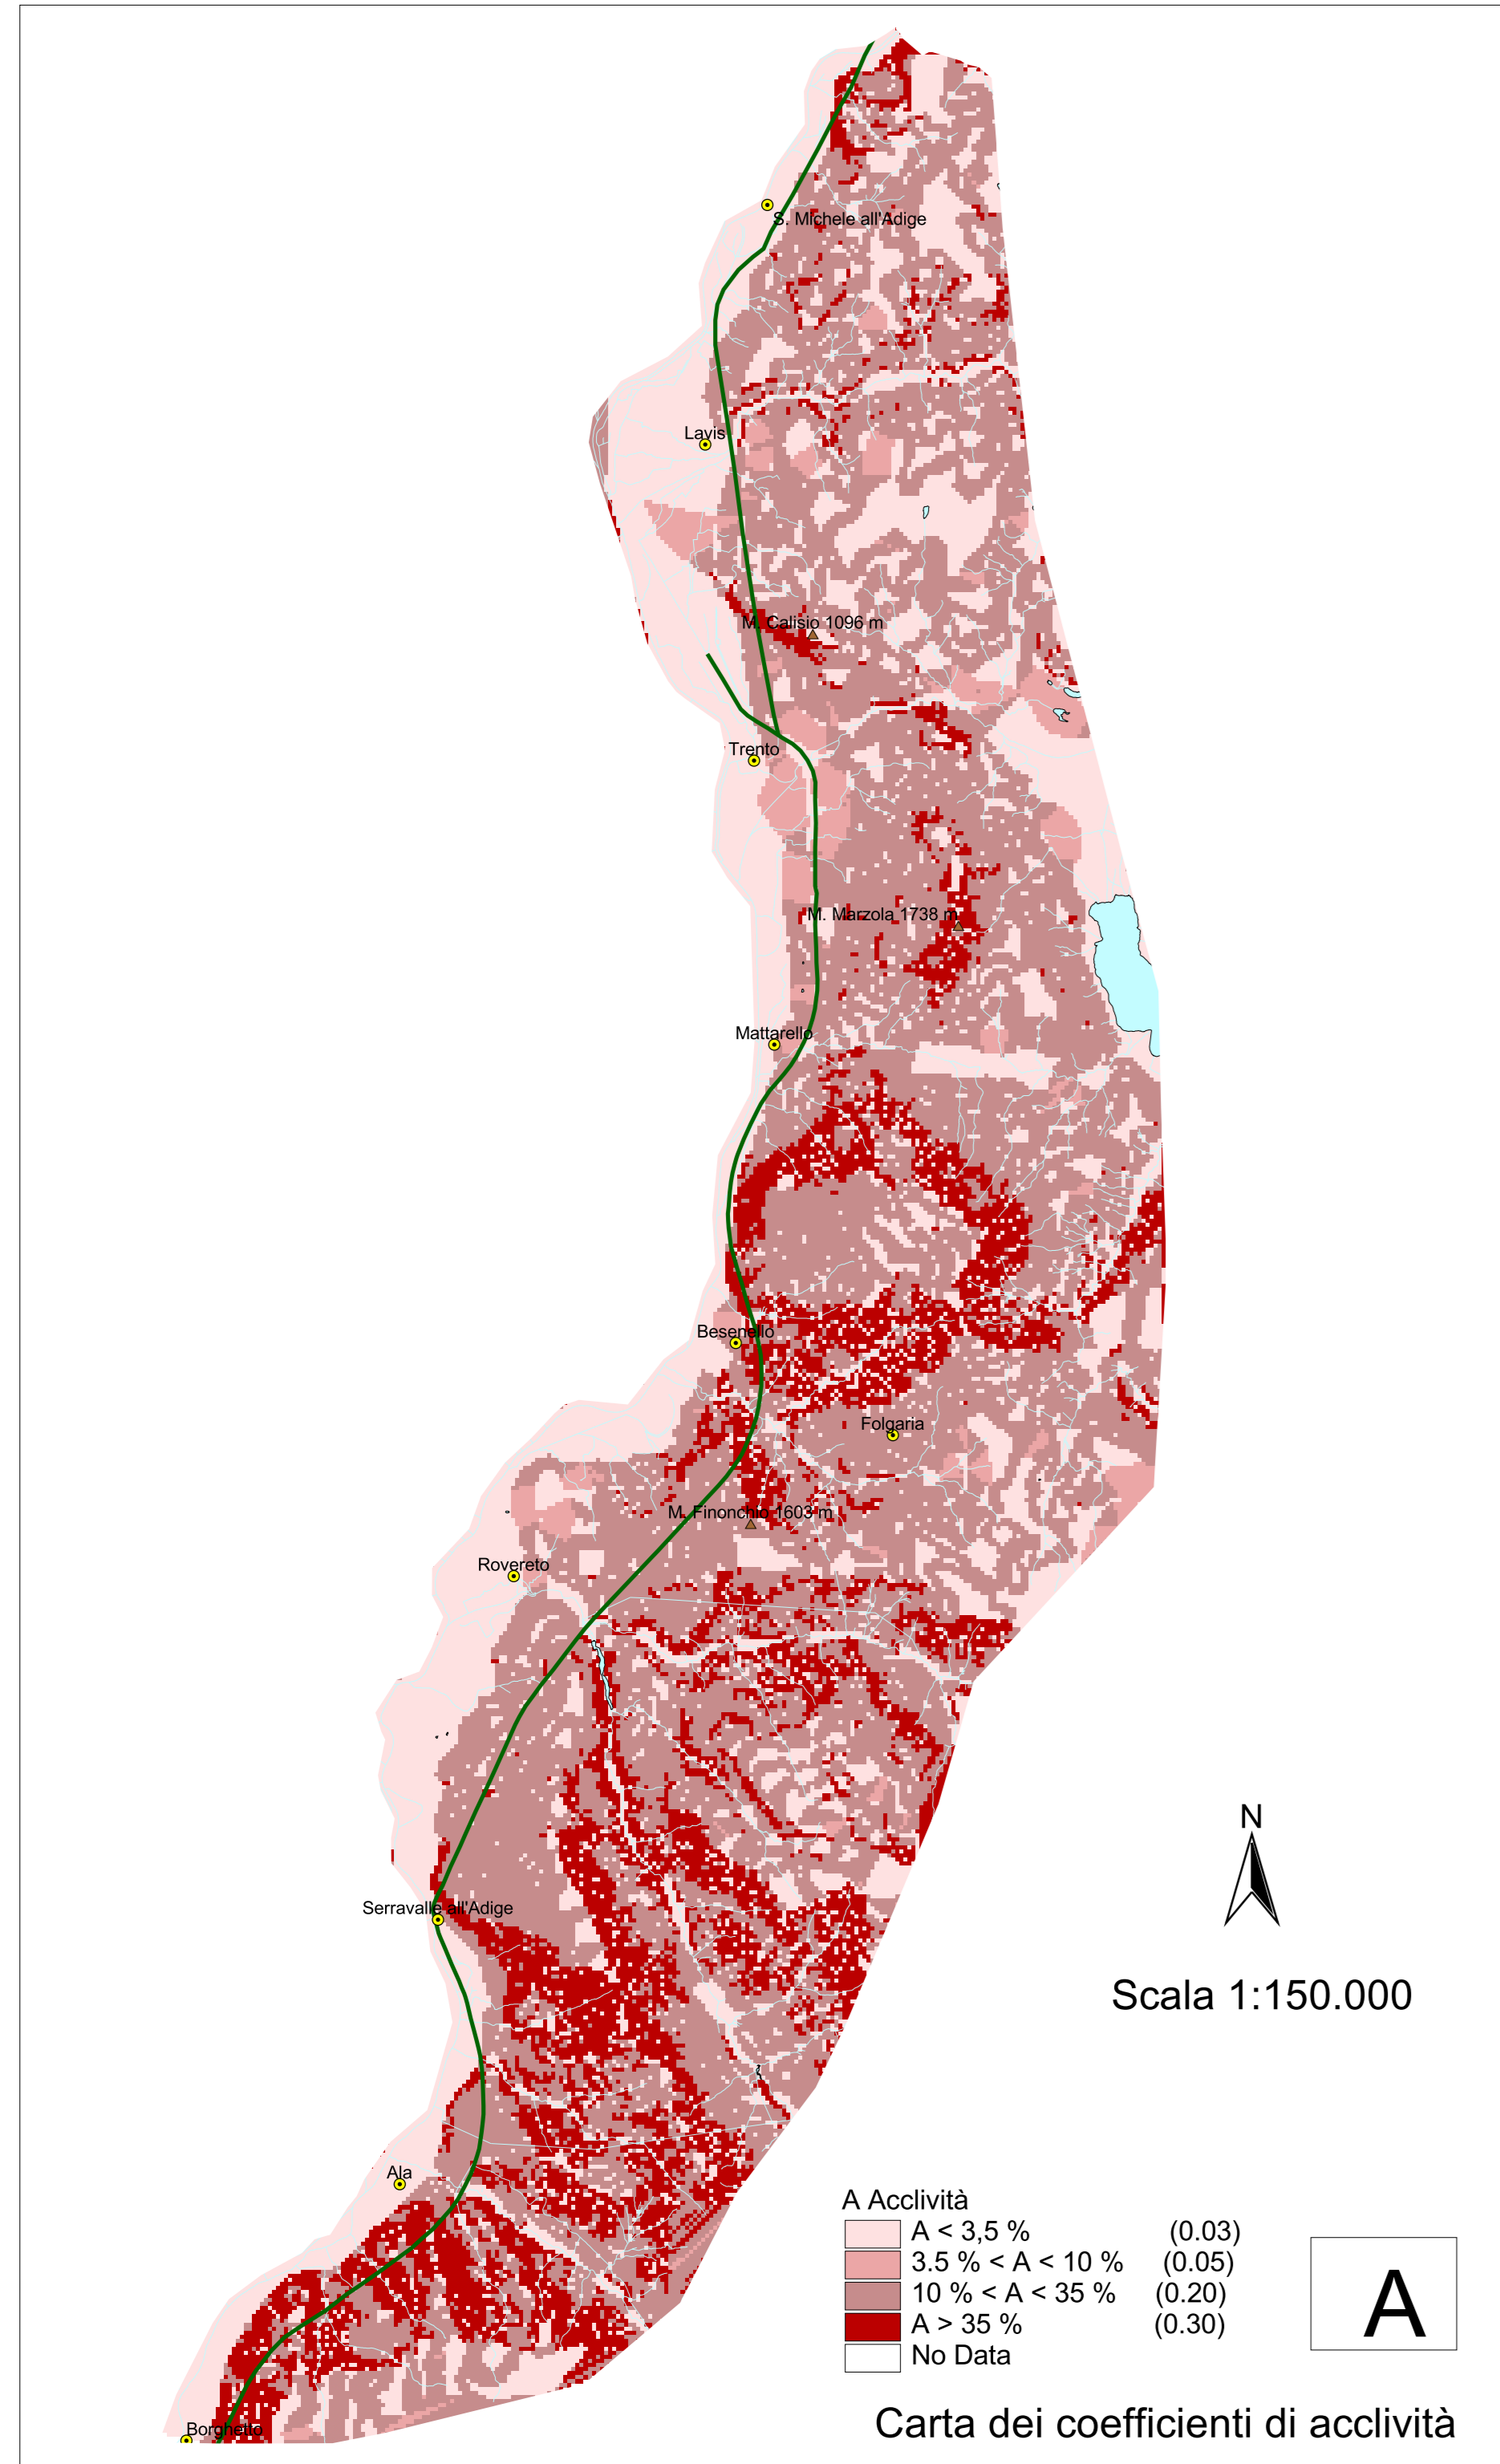 S. Michele all'Adige
Lavis
M. Calisio 1096 m
Trento
M. Marzola 1738 m
Mattarello
Besenello
Folgaria
M. Finonchio 1603 m
Rovereto
N
Scala 1:150.000
Serravalle all'Adige
Ala
A Acclività
A < 3,5 % (0.03)
3.5 % < A < 10 % (0.05)
10 % < A < 35 % (0.20)
A > 35 % (0.30)
No Data
A
Carta dei coefficienti di acclività
Borghetto